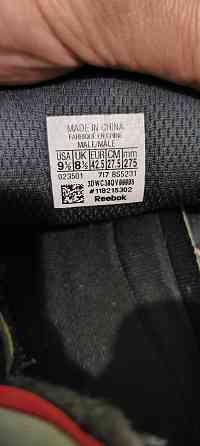 MADE IN CHINA
FABRIQUÉ EN CHINE
MALE/MALE
USA UK EUR CM mm
9½ 8½ 42.5 27.5 275
023501 717 855231
#118215302
Reebok